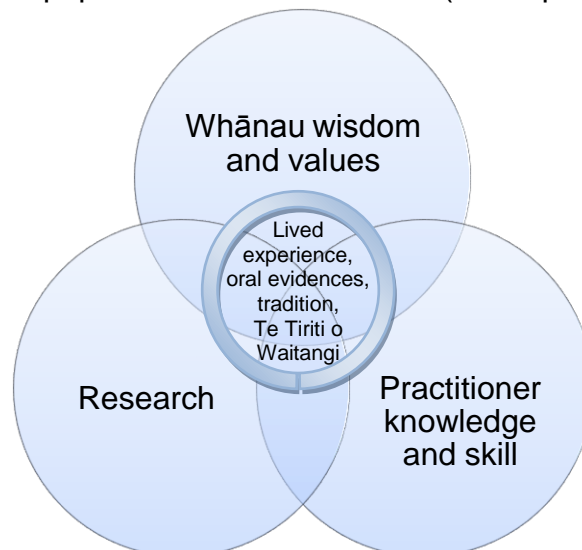 Whānau wisdom
and values
Lived
experience,
oral evidences,
tradition,
Te Tiriti o
Waitangi
Research
Practitioner
knowledge
and skill